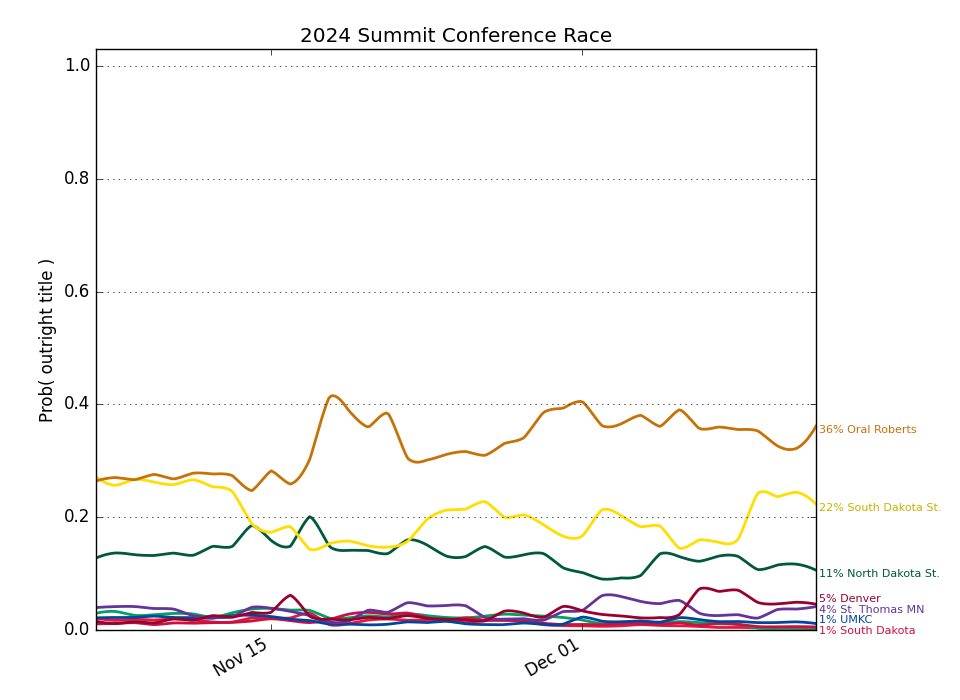 2024 Summit Conference Race
Prob( outright title )
1.0
0.8
0.6
0.4
0.2
0.0
Nov 15
Dec 01
36% Oral Roberts
22% South Dakota St.
11% North Dakota St.
5% Denver
4% St. Thomas MN
1% UMKC
1% South Dakota